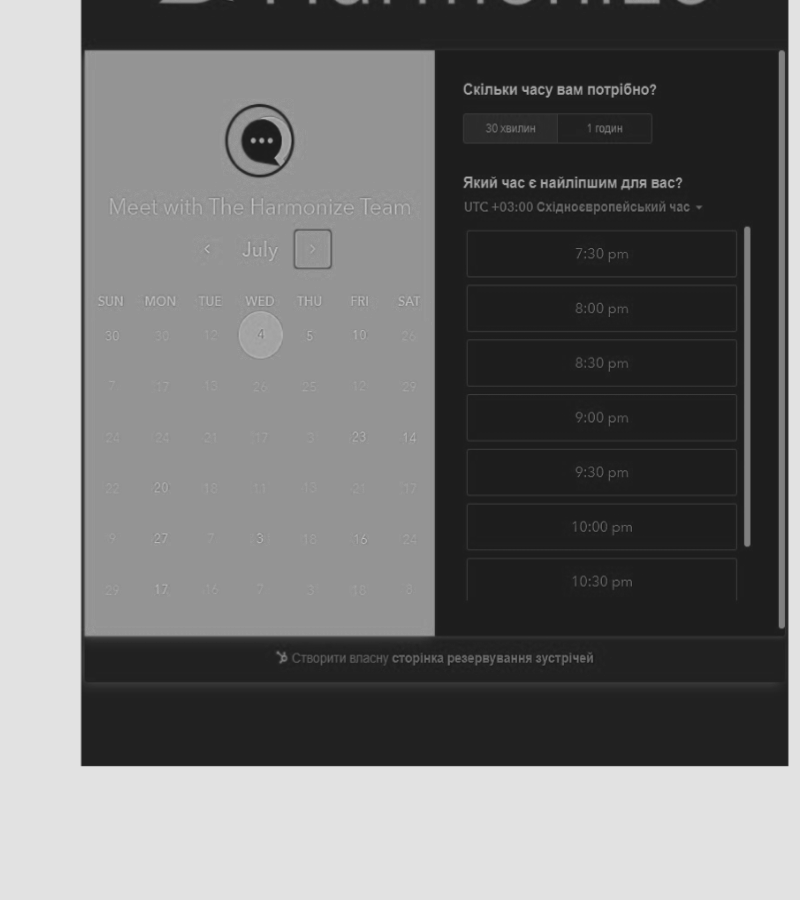 Harmonize
Meet with The Harmonize Team
July
SUN MON TUE WED THU FRI SAT
30 30 12 4 5 10 26
7 17 13 26 25 12 29
24 24 21 17 3 23 14
22 20 18 11 13 21 17
9 27 7 3 18 16 24
29 17 16 7 3 18 8
Скільки часу вам потрібно?
30 хвилин 1 годин
Який час є найліпшим для вас?
UTC +03:00 Східноєвропейський час
7:30 pm
8:00 pm
8:30 pm
9:00 pm
9:30 pm
10:00 pm
10:30 pm
Створити власну сторінка резервування зустрічей